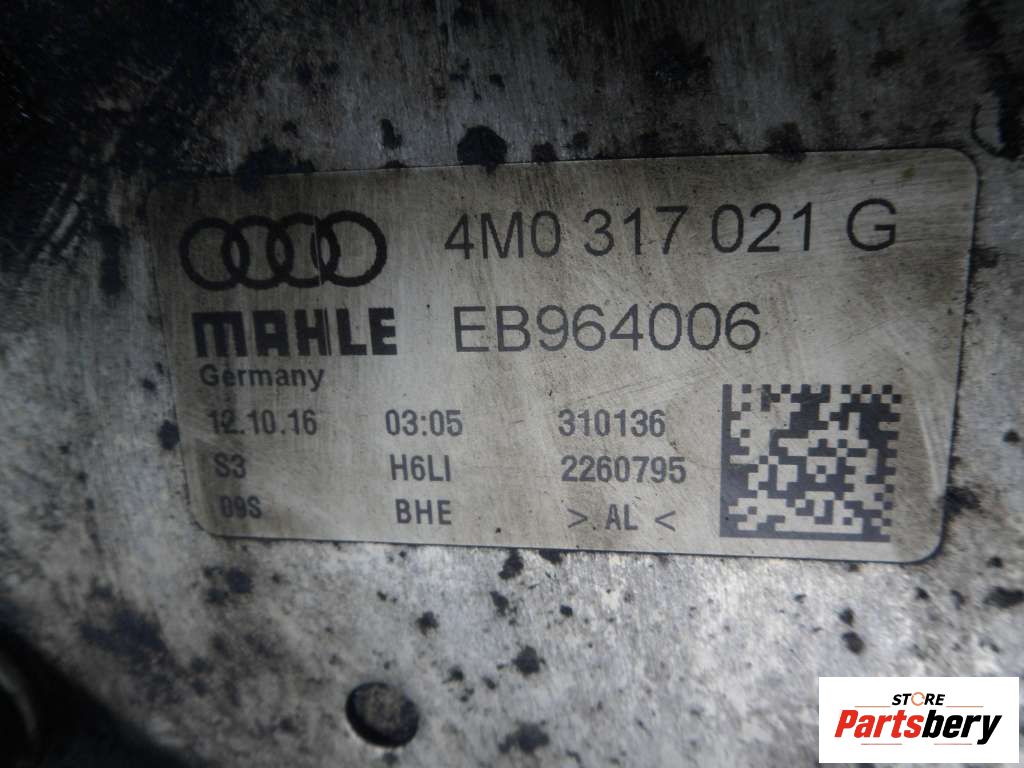 4M0 317 021 G
MAHLE EB964006
Germany
12.10.16 03:05 310136
S3 H6LI 2260795
09S BHE > AL <
STORE
Partsbery